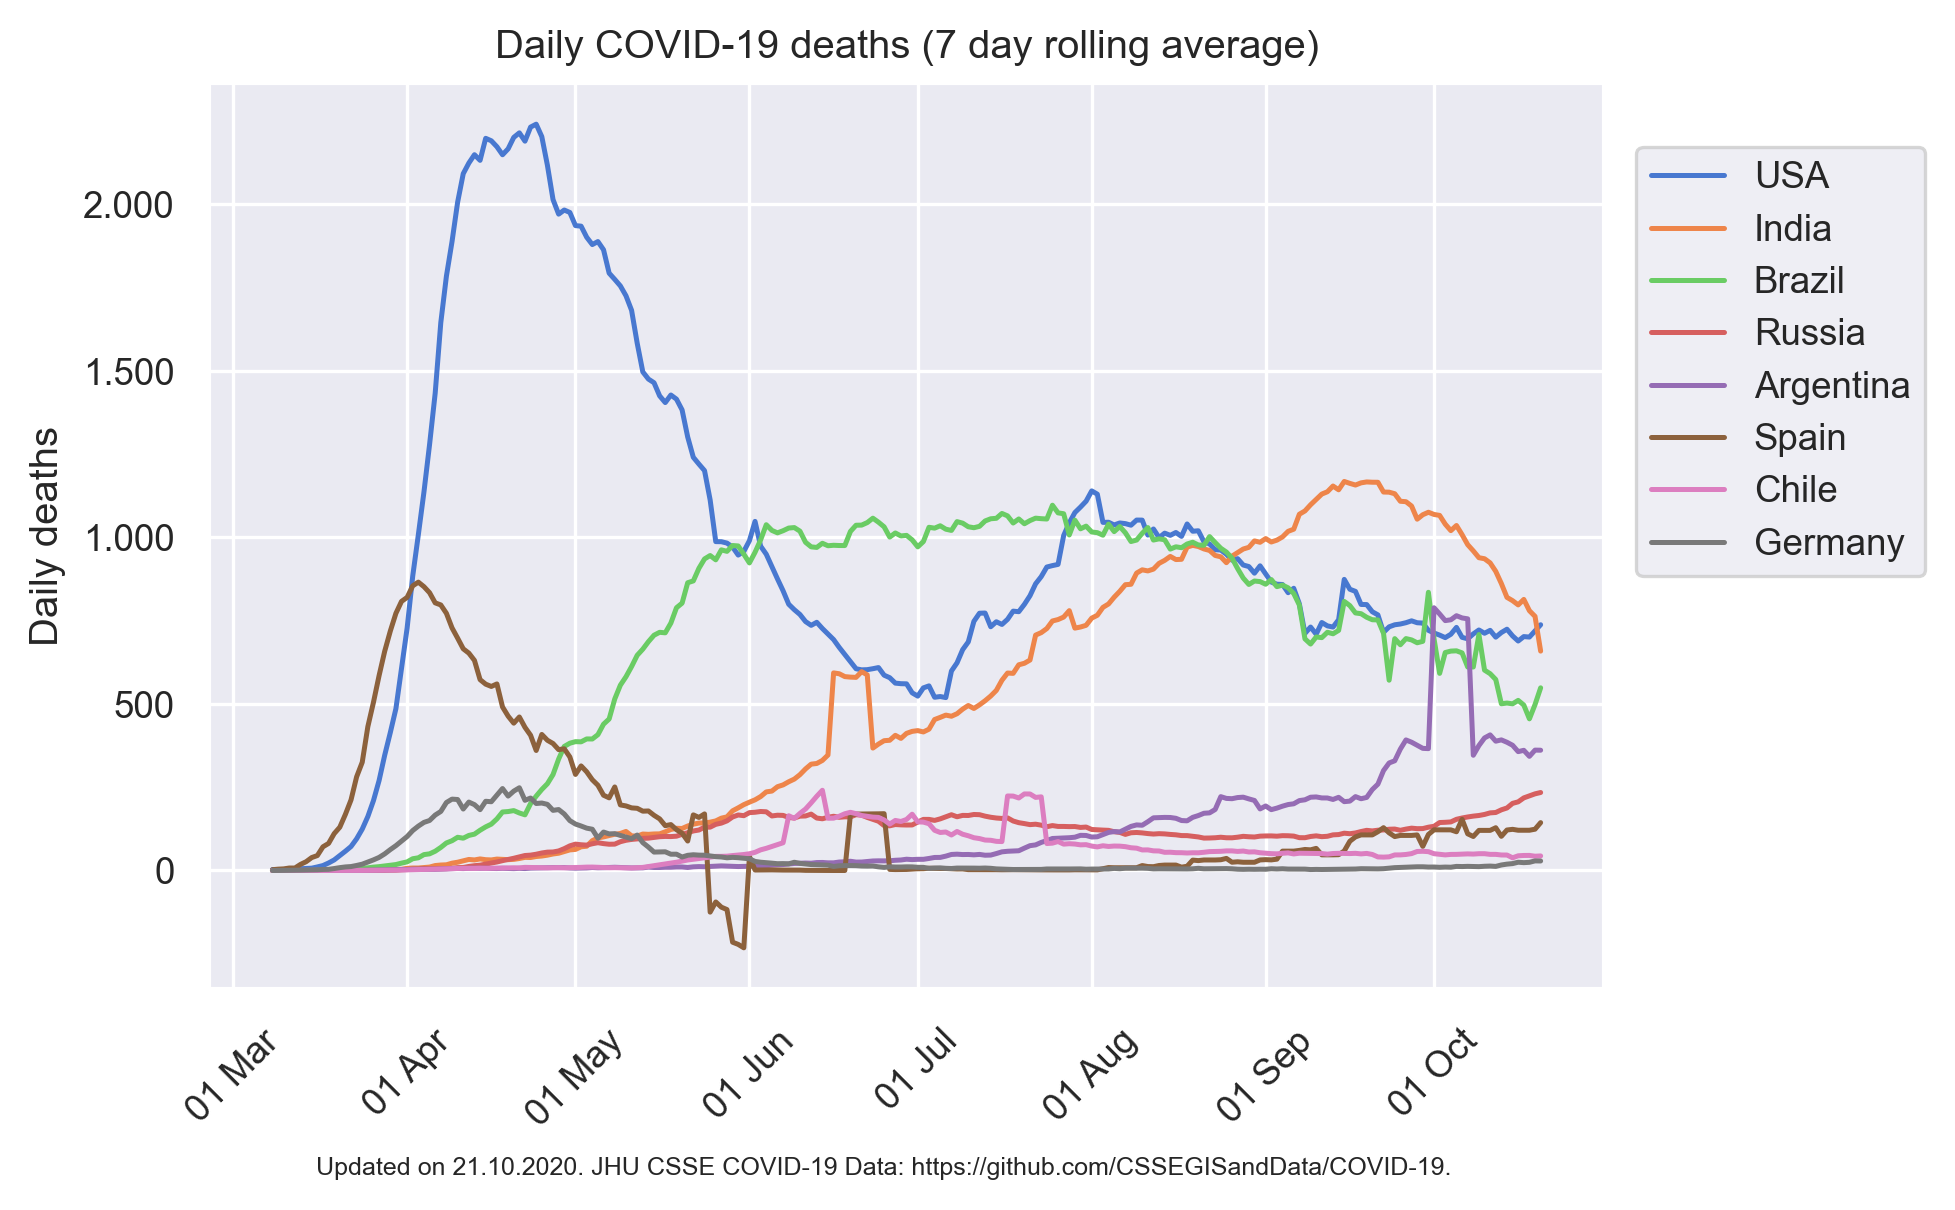 Daily COVID-19 deaths (7 day rolling average)
Daily deaths
2.000
1.500
1.000
500
0
01 Mar
01 Apr
01 May
01 Jun
01 Jul
01 Aug
01 Sep
01 Oct
USA
India
Brazil
Russia
Argentina
Spain
Chile
Germany
Updated on 21.10.2020. JHU CSSE COVID-19 Data: https://github.com/CSSEGISandData/COVID-19.